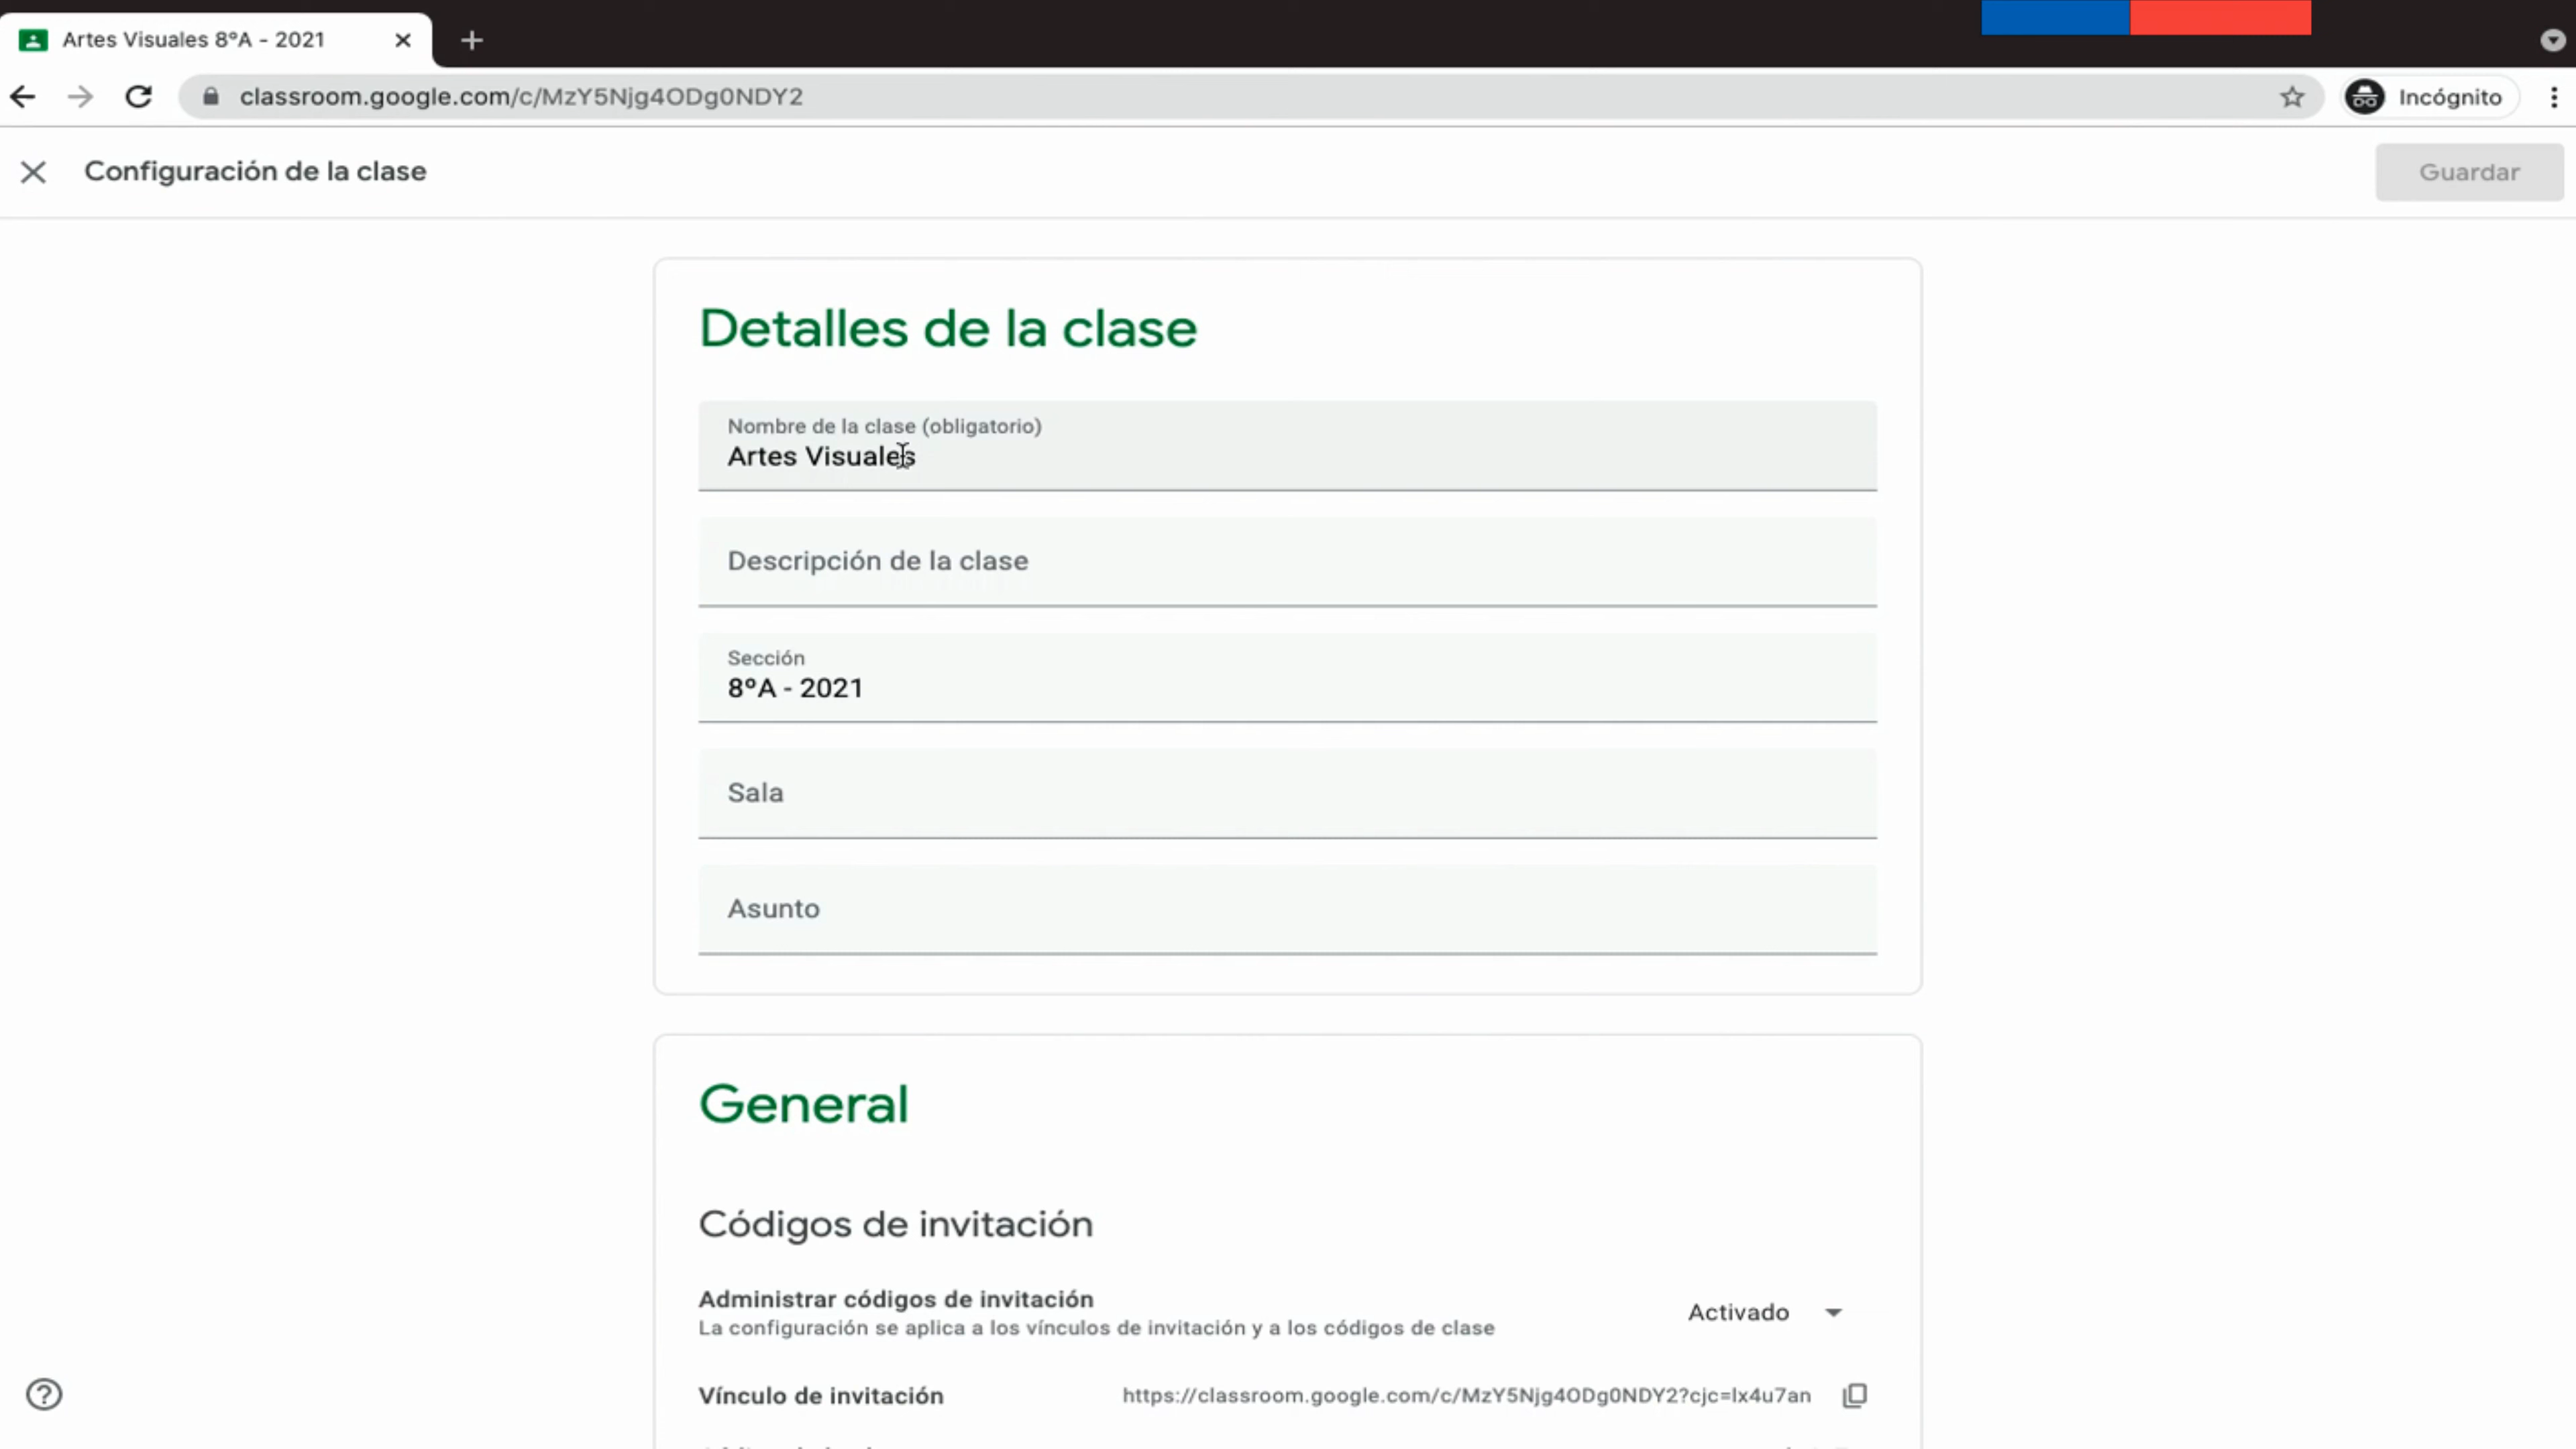 Artes Visuales 8ºA - 2021
classroom.google.com/c/MzY5Njg4ODg0NDY2
Incógnito
Configuración de la clase
Guardar
Detalles de la clase
Nombre de la clase (obligatorio)
Artes Visuales
Descripción de la clase
Sección
8ºA - 2021
Sala
Asunto
General
Códigos de invitación
Administrar códigos de invitación
Activado
La configuración se aplica a los vínculos de invitación y a los códigos de clase
Vínculo de invitación
https://classroom.google.com/c/MzY5Njg4ODg0NDY2?cjc=lx4u7an